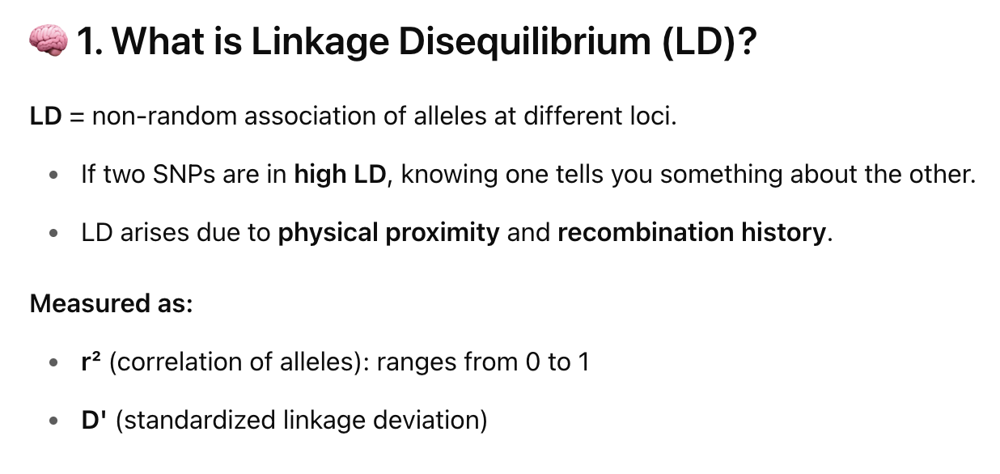 🧠 1. What is Linkage Disequilibrium (LD)?
LD = non-random association of alleles at different loci.
• If two SNPs are in high LD, knowing one tells you something about the other.
• LD arises due to physical proximity and recombination history.
Measured as:
• r² (correlation of alleles): ranges from 0 to 1
• D' (standardized linkage deviation)